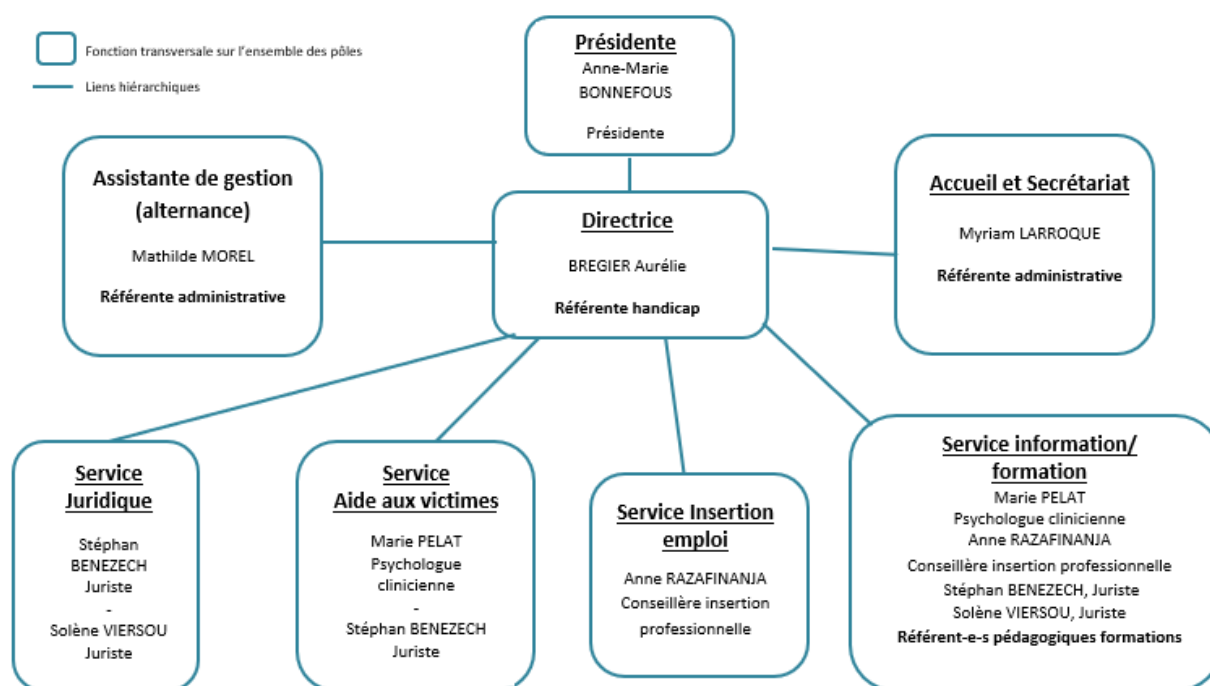 Fonction transversale sur l'ensemble des pôles
Liens hiérarchiques
Présidente
Anne-Marie
BONNEFOUS
Présidente
Assistante de gestion
(alternance)
Mathilde MOREL
Référente administrative
Directrice
BREGIER Aurélie
Référente handicap
Accueil et Secrétariat
Myriam LARROQUE
Référente administrative
Service
Juridique
Stéphan
BENEZECH
Juriste
-
Solène VIERSOU
Juriste
Service
Aide aux victimes
Marie PELAT
Psychologue
clinicienne
-
Stéphan BENEZECH
Juriste
Service Insertion
emploi
Anne RAZAFINANJA
Conseillère insertion
professionnelle
Service information/
formation
Marie PELAT
Psychologue clinicienne
Anne RAZAFINANJA
Conseillère insertion professionnelle
Stéphan BENEZECH, Juriste
Solène VIERSOU, Juriste
Référent-e-s pédagogiques formations